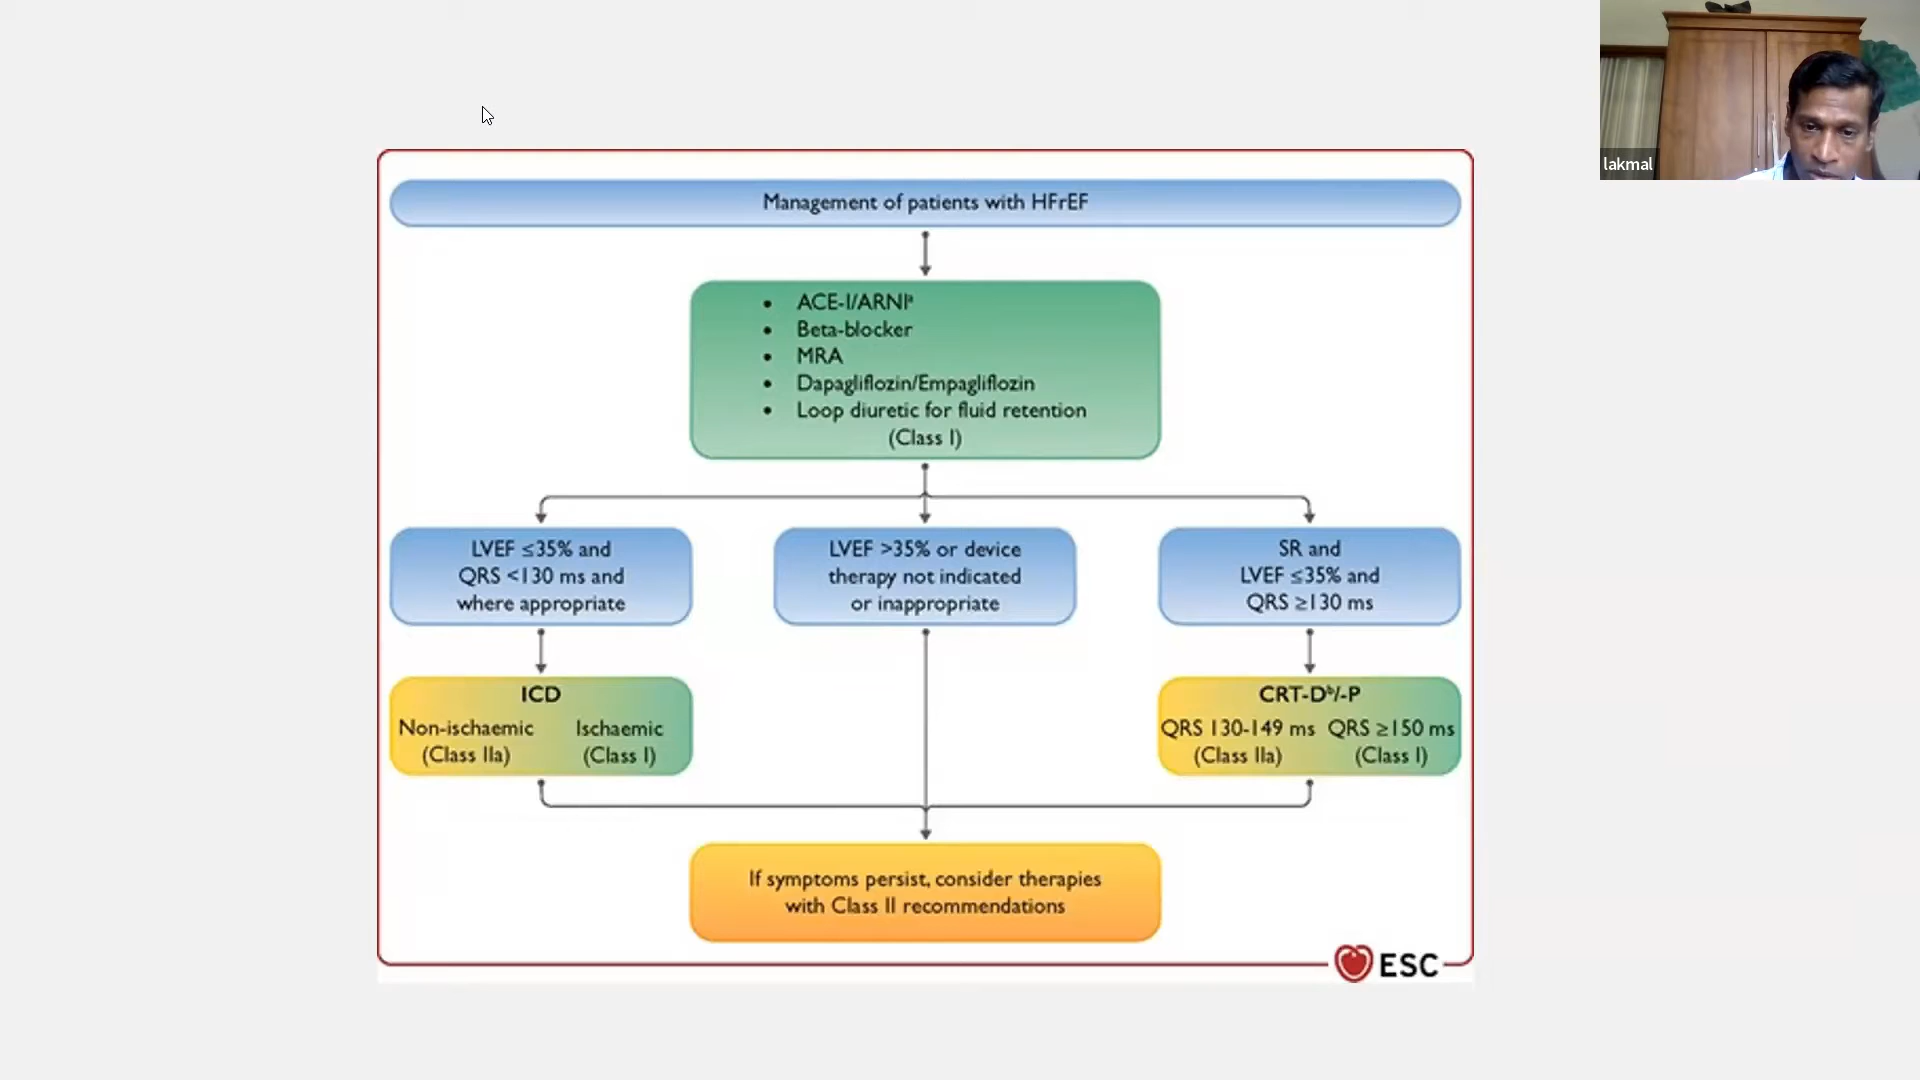 lakmal
Management of patients with HFrEF
• ACE-I/ARNIᵃ
• Beta-blocker
• MRA
• Dapagliflozin/Empagliflozin
• Loop diuretic for fluid retention
(Class I)
LVEF ≤35% and
QRS <130 ms and
where appropriate
LVEF >35% or device
therapy not indicated
or inappropriate
SR and
LVEF ≤35% and
QRS ≥130 ms
ICD
Non-ischaemic Ischaemic
(Class IIa) (Class I)
CRT-Dᵇ/-P
QRS 130-149 ms QRS ≥150 ms
(Class IIa) (Class I)
If symptoms persist, consider therapies
with Class II recommendations
ESC